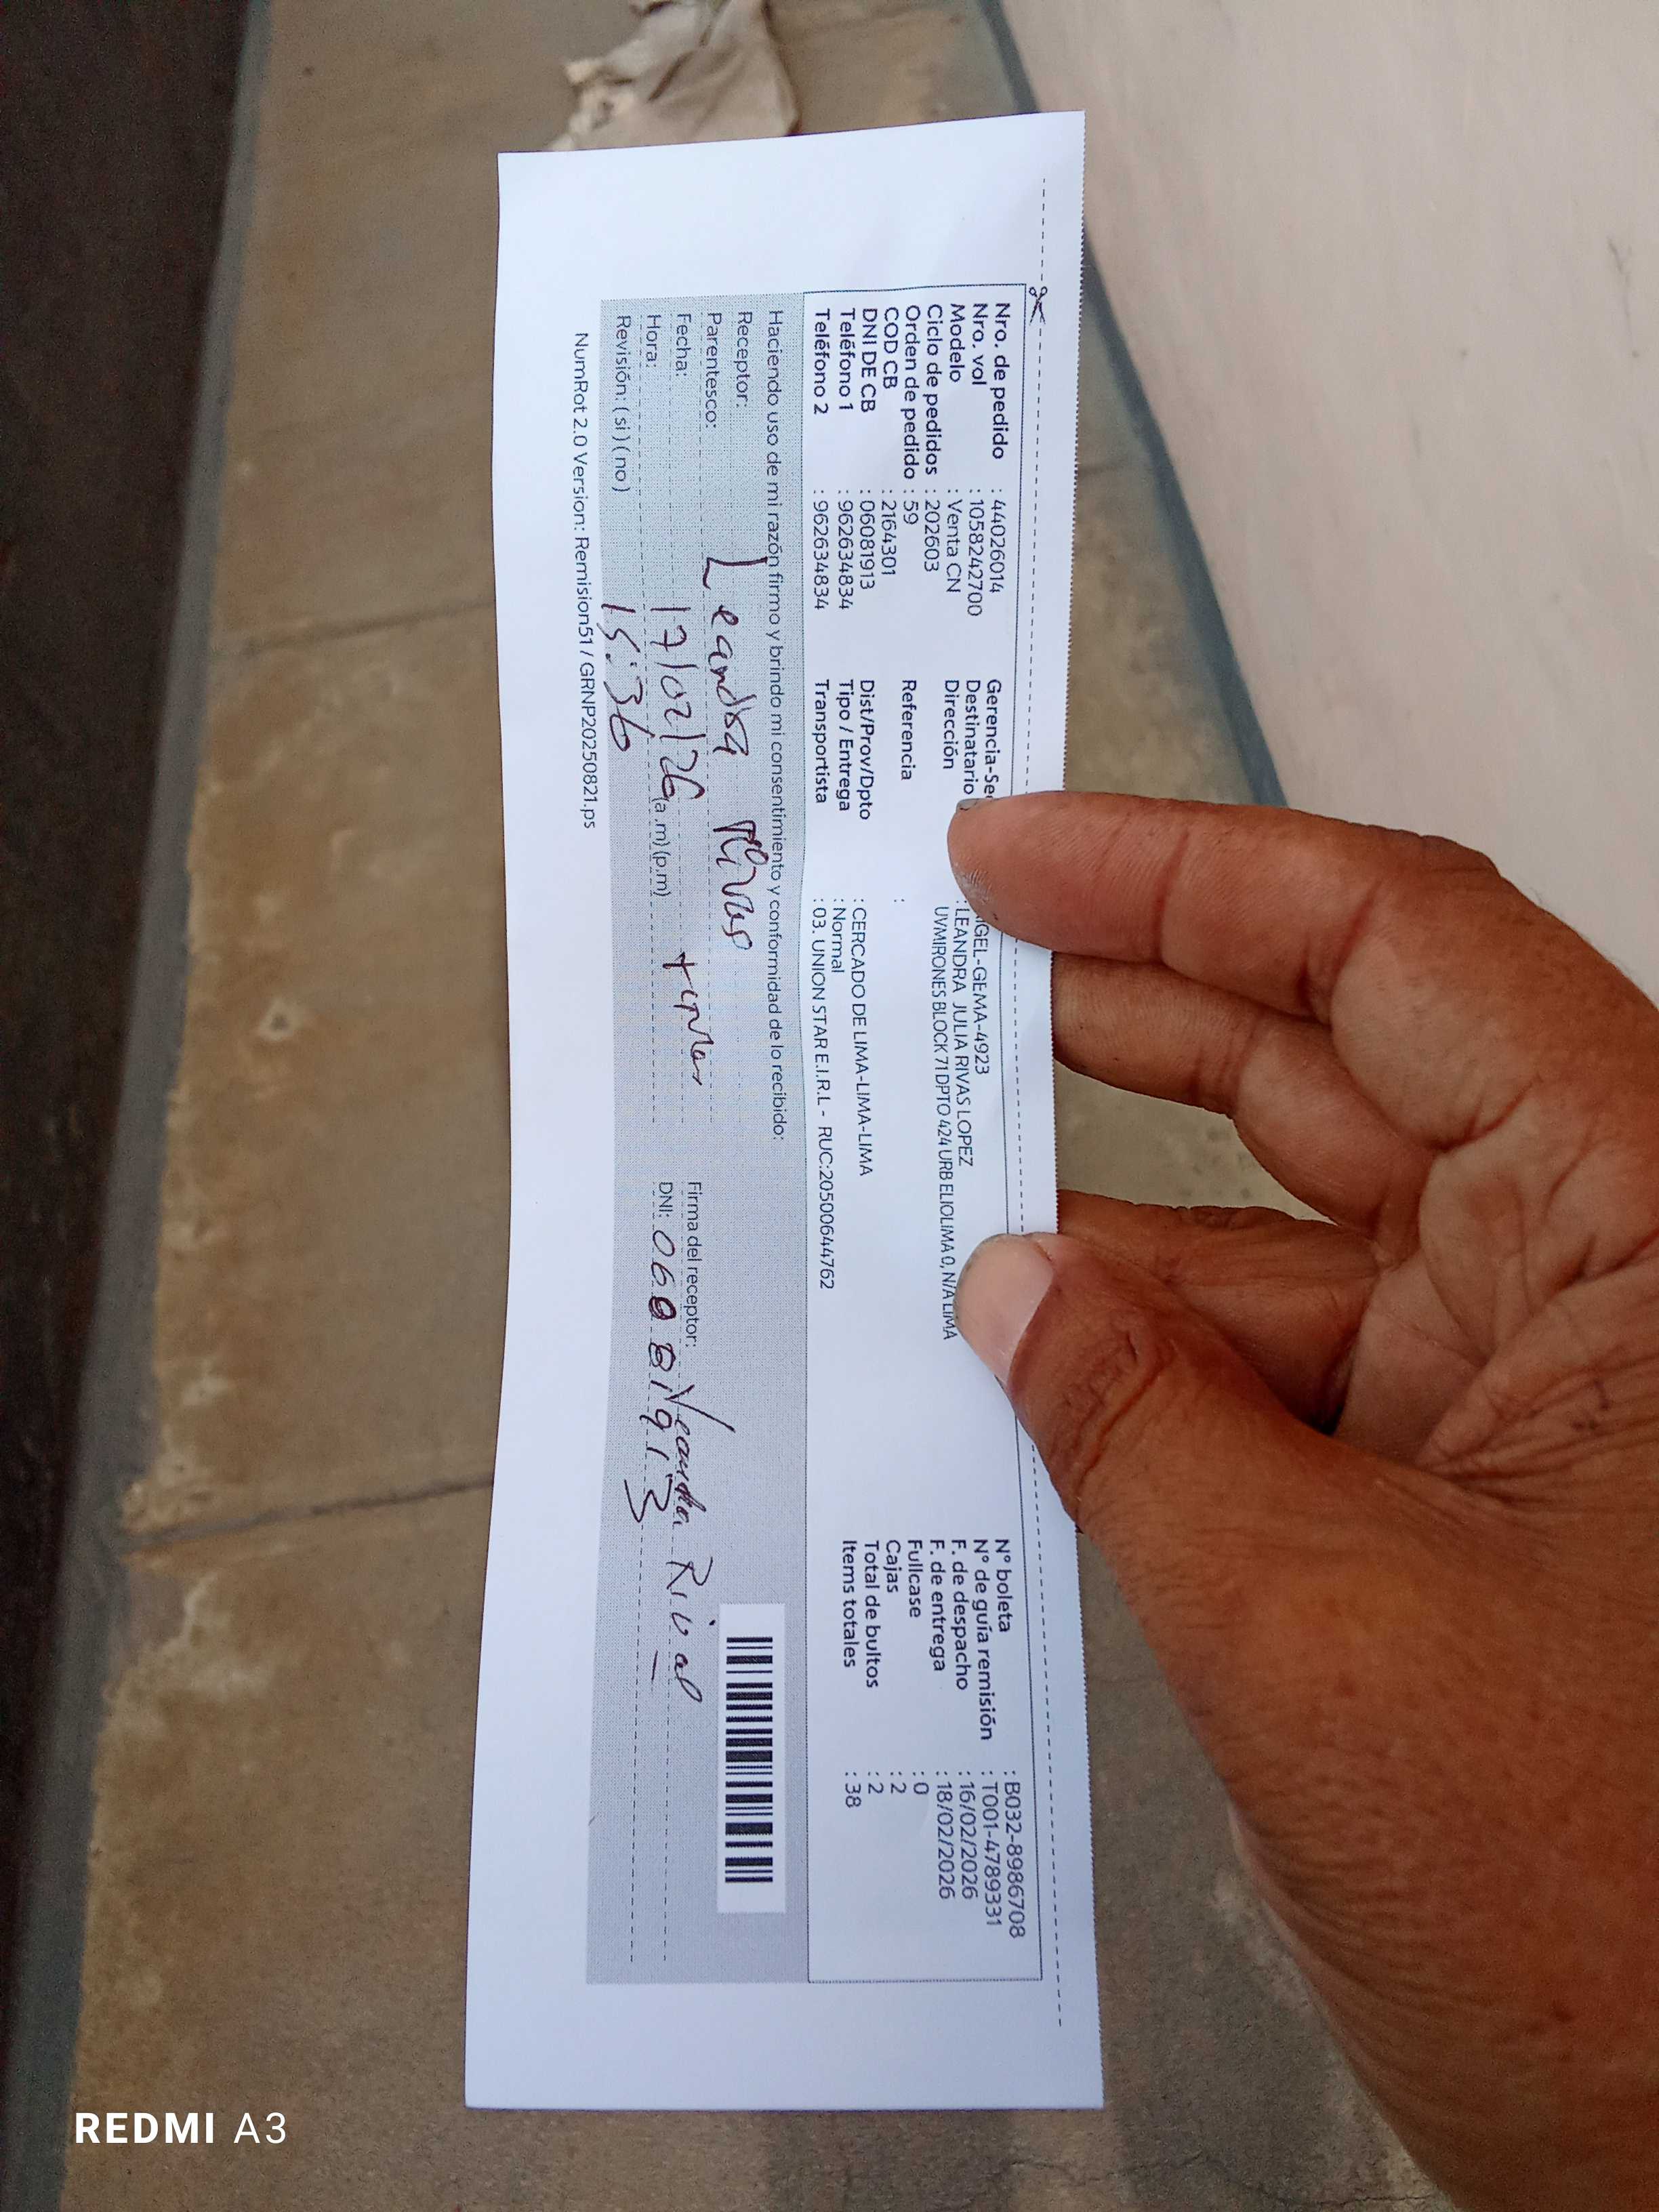 Nro. de pedido : 44026014
Nro. vol : 1058242700
Modelo : Venta CN
Ciclo de pedidos : 202603
Orden de pedido : 59
COD CB : 2164301
DNI DE CB : 06081913
Teléfono 1 : 962634834
Teléfono 2 : 962634834
Gerencia-Se GEL-GEMA-4923
Destinatario : LEANDRA JULIA RIVAS LOPEZ
Dirección UVMIRONES BLOCK 71 DPTO 424 URB ELIOLIMA 0, N/A LIMA
Referencia :
Dist/Prov/Dpto : CERCADO DE LIMA-LIMA-LIMA
Tipo / Entrega : Normal
Transportista : 03. UNION STAR E.I.R.L - RUC:20500644762
N° boleta : B032-8986708
N° de guía remisión : T001-4789331
F. de despacho : 16/02/2026
F. de entrega : 18/02/2026
Fullcase : 0
Cajas : 2
Total de bultos : 2
Items totales : 38
Haciendo uso de mi razón firmo y brindo mi consentimiento y conformidad de lo recibido:
Receptor: Leandra Rivas
Parentesco:
Fecha: 17/02/26
Hora: 15:36 (a.m) (p.m)
Revisión: ( si ) ( no )
Firma del receptor: Leandra Rivas
DNI: 06081913
NumRot 2.0 Version: Remision51 / GRNP20250821.ps
REDMI A3